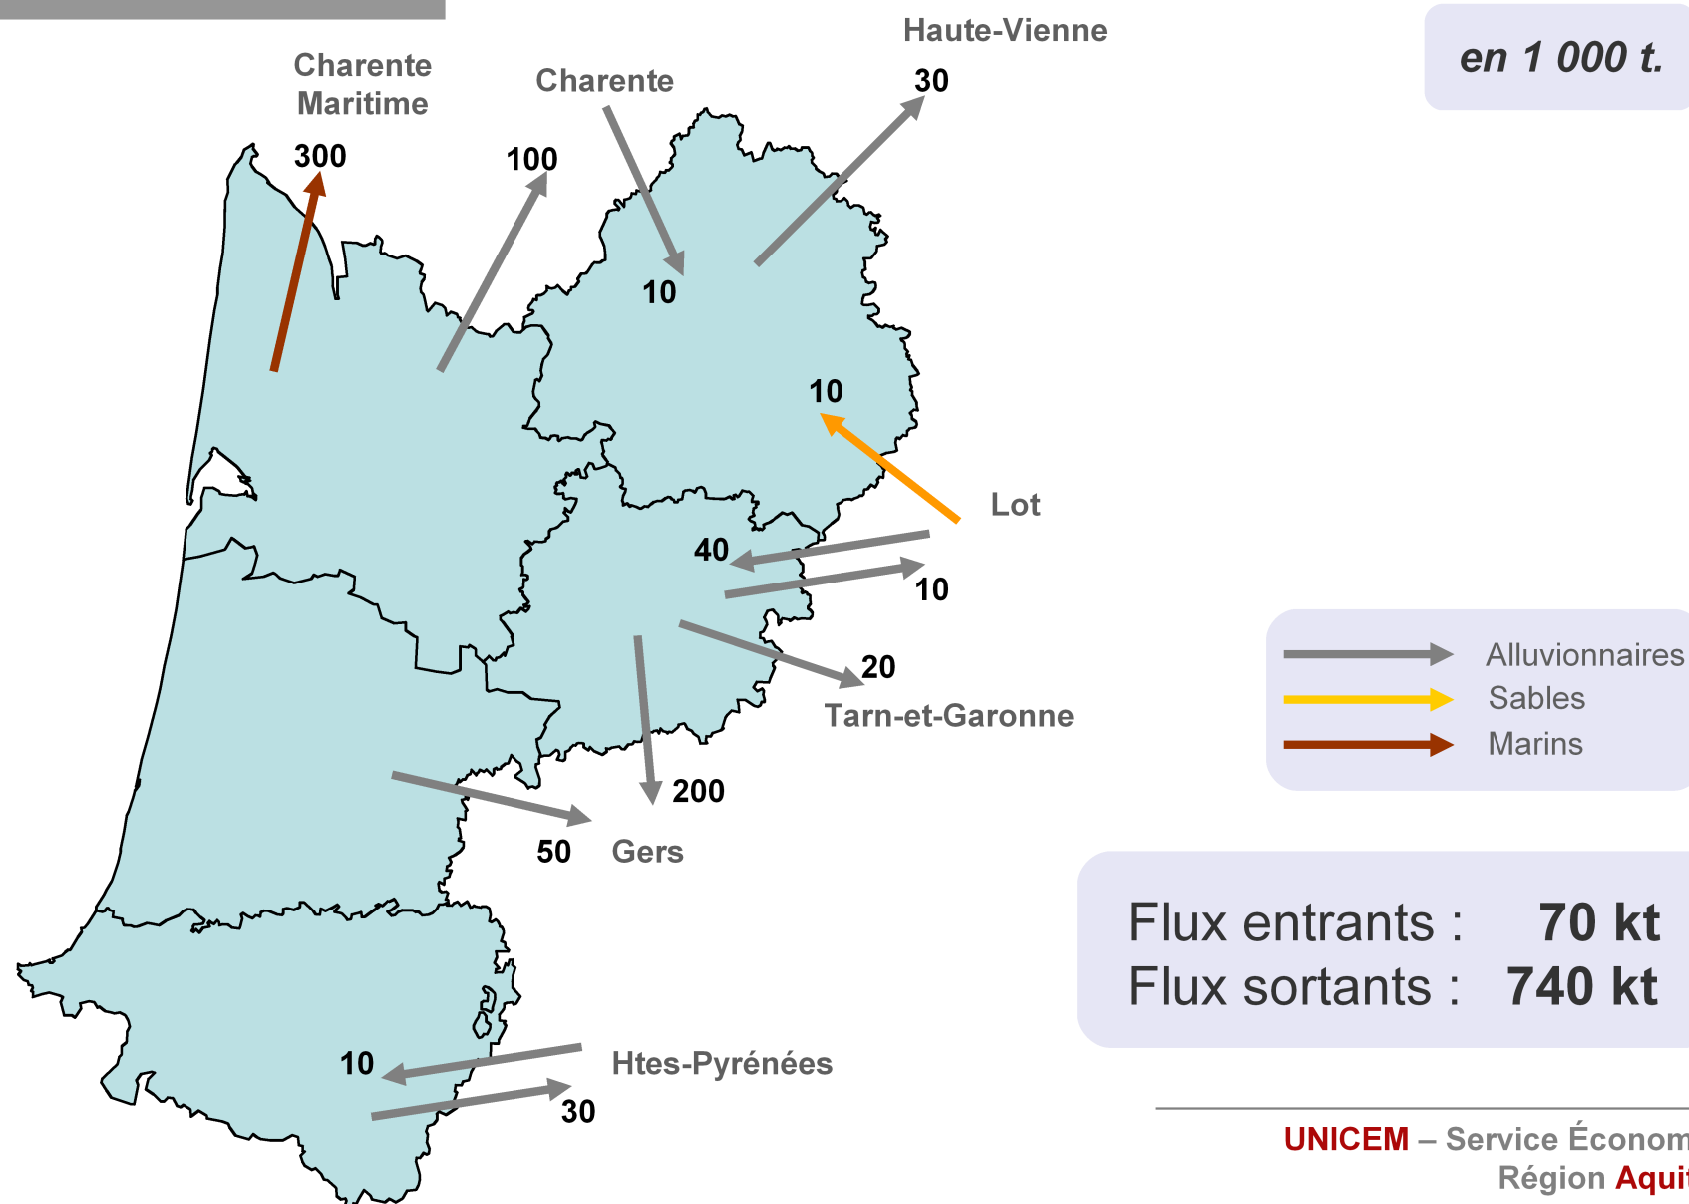 Haute-Vienne
30
en 1 000 t.
Charente
Maritime
300
Charente
100
10
10
Lot
40
10
20
Tarn-et-Garonne
200
50
Gers
Alluvionnaires
Sables
Marins
Flux entrants : 70 kt
Flux sortants : 740 kt
10
Htes-Pyrénées
30
UNICEM – Service Économ
Région Aquit